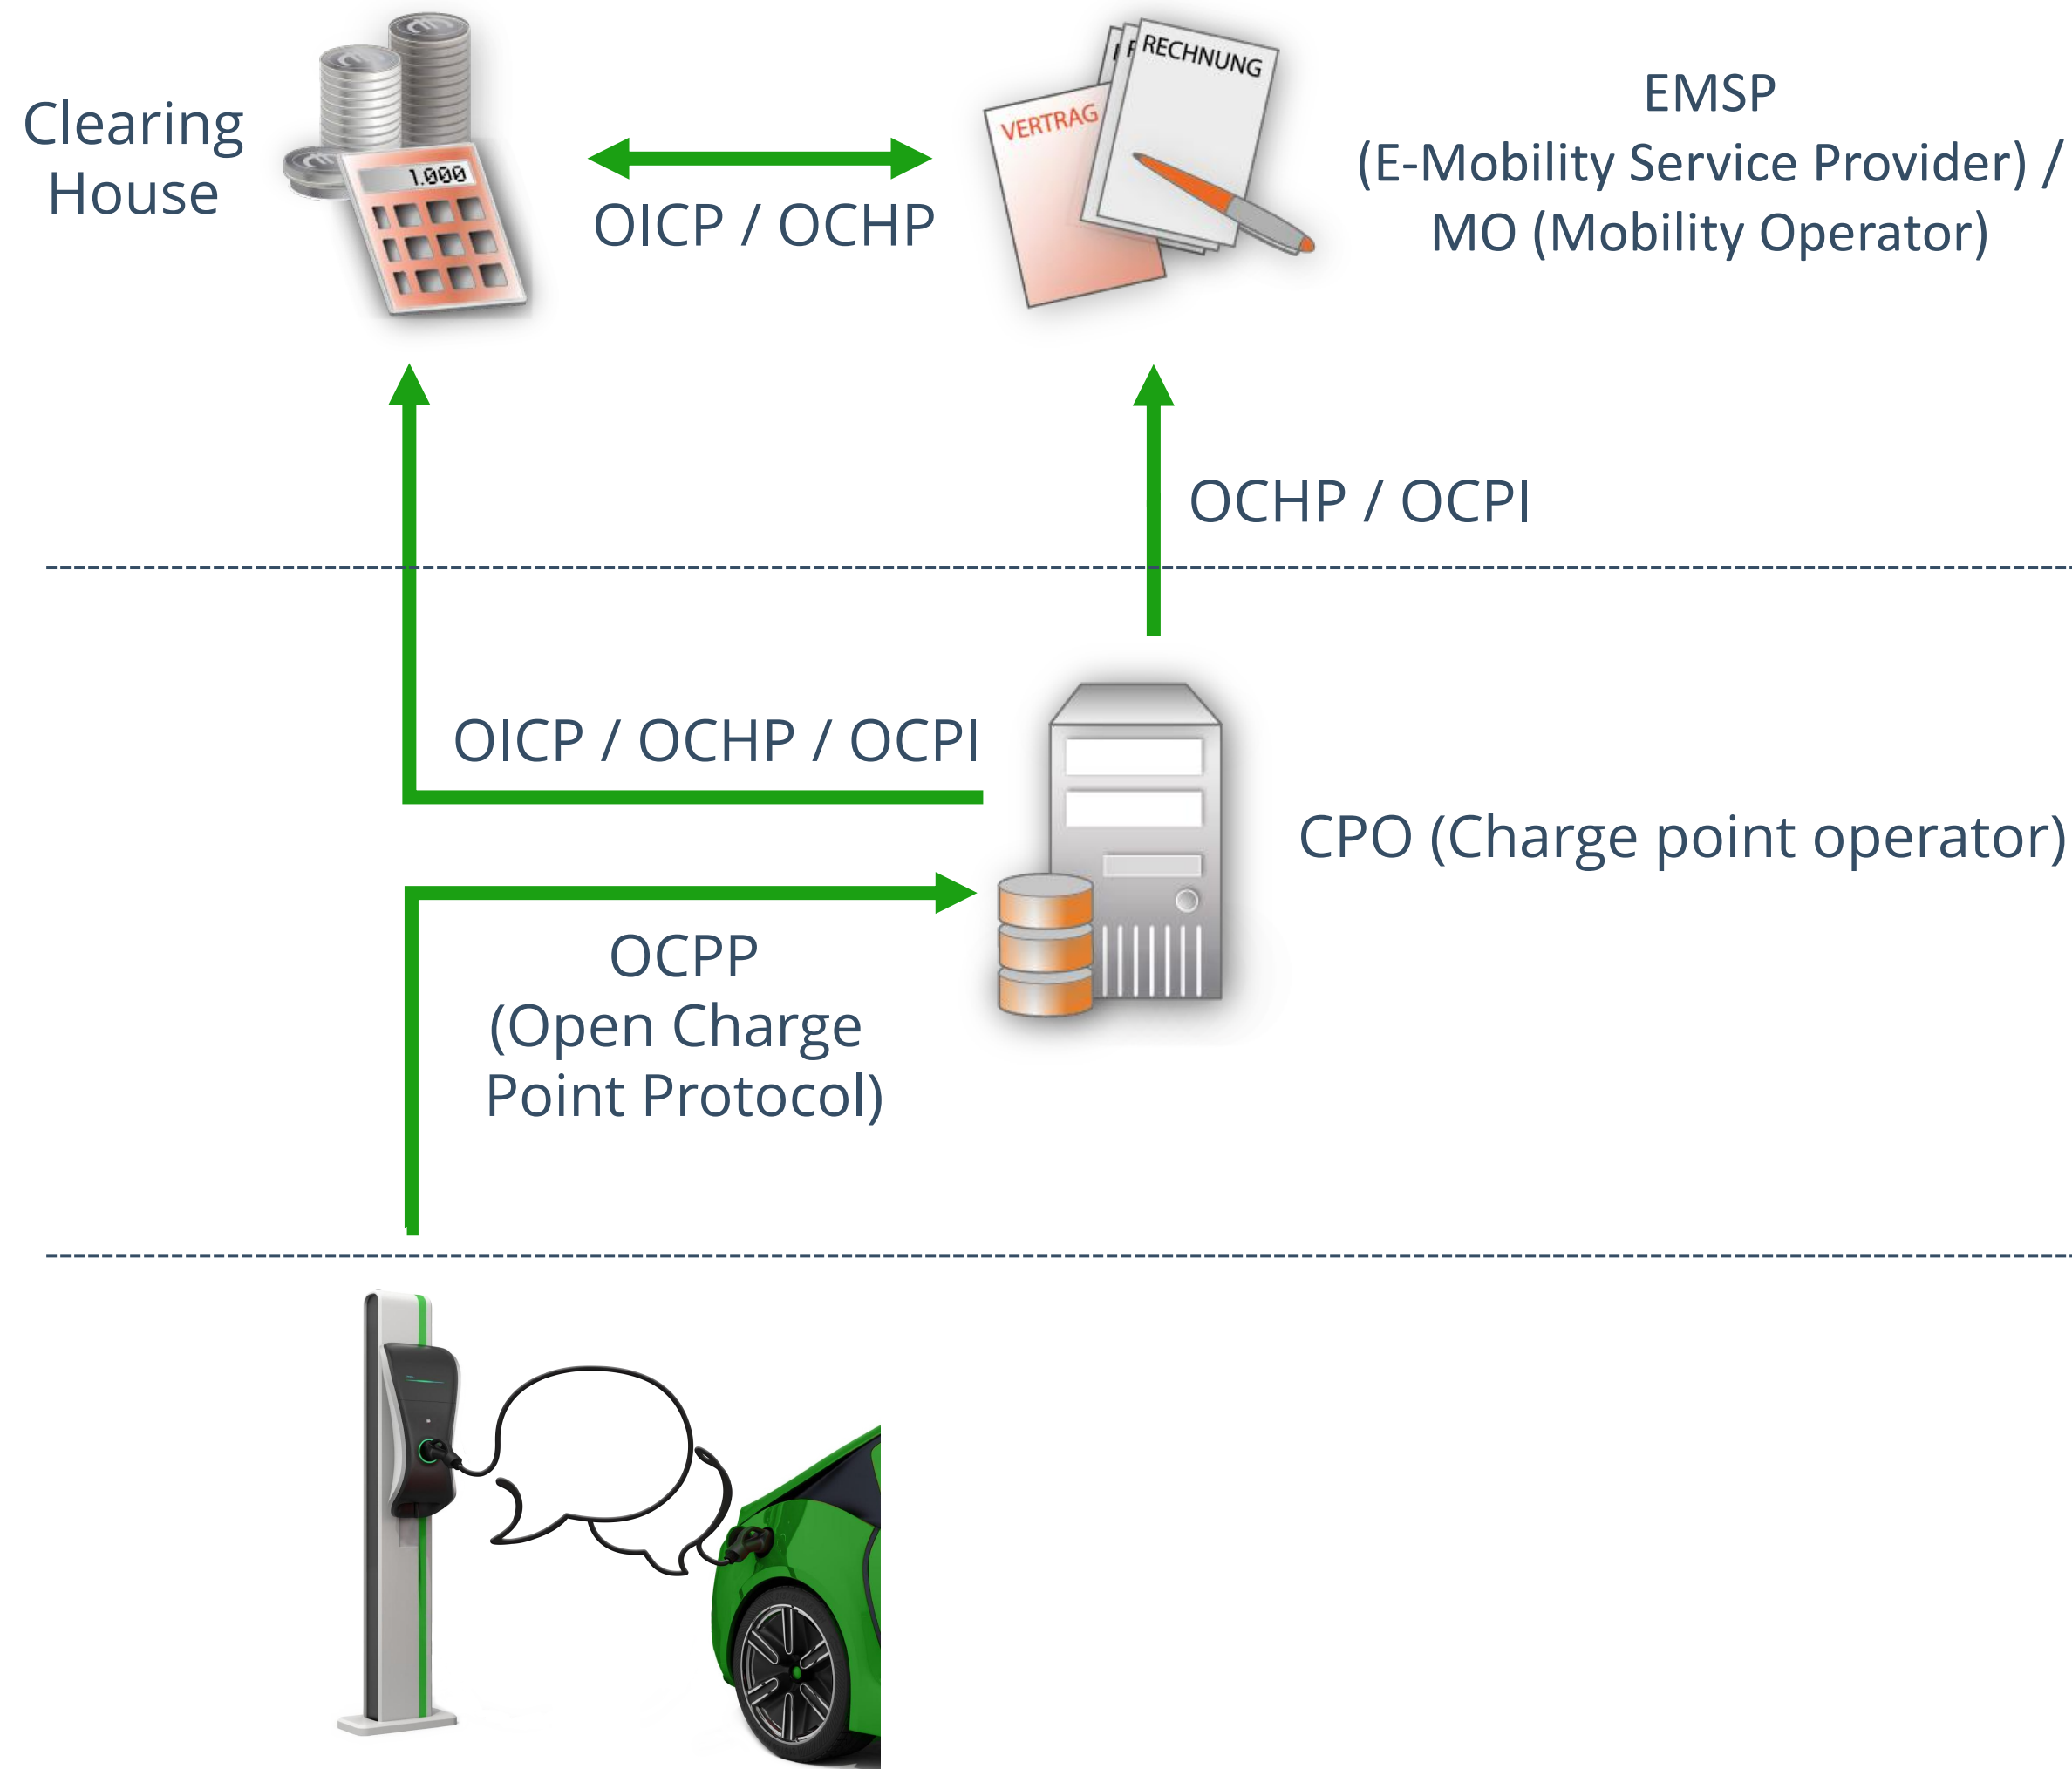 Clearing
House
1.000
VERTRAG
RECHNUNG
EMSP
(E-Mobility Service Provider) /
MO (Mobility Operator)
OICP / OCHP
OCHP / OCPI
OICP / OCHP / OCPI
CPO (Charge point operator)
OCPP
(Open Charge
Point Protocol)